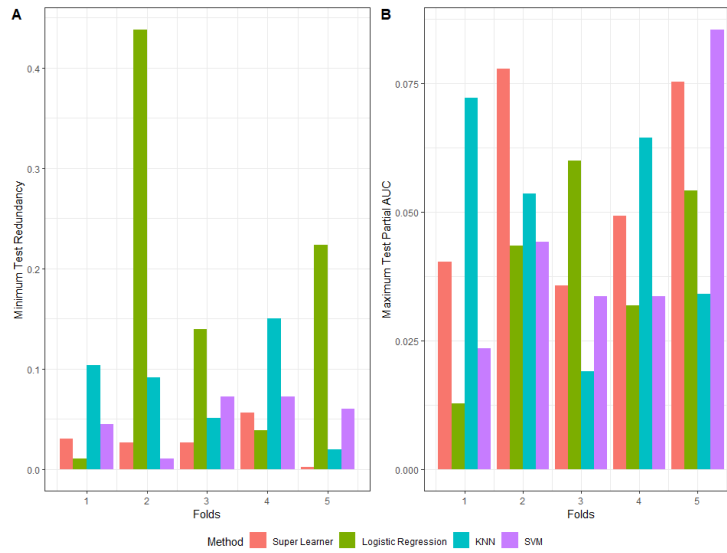 A
B
Minimum Test Redundancy
0.4
0.3
0.2
0.1
0.0
1 2 3 4 5
Folds
Maximum Test Partial AUC
0.075
0.050
0.025
0.000
1 2 3 4 5
Folds
Method Super Learner Logistic Regression KNN SVM